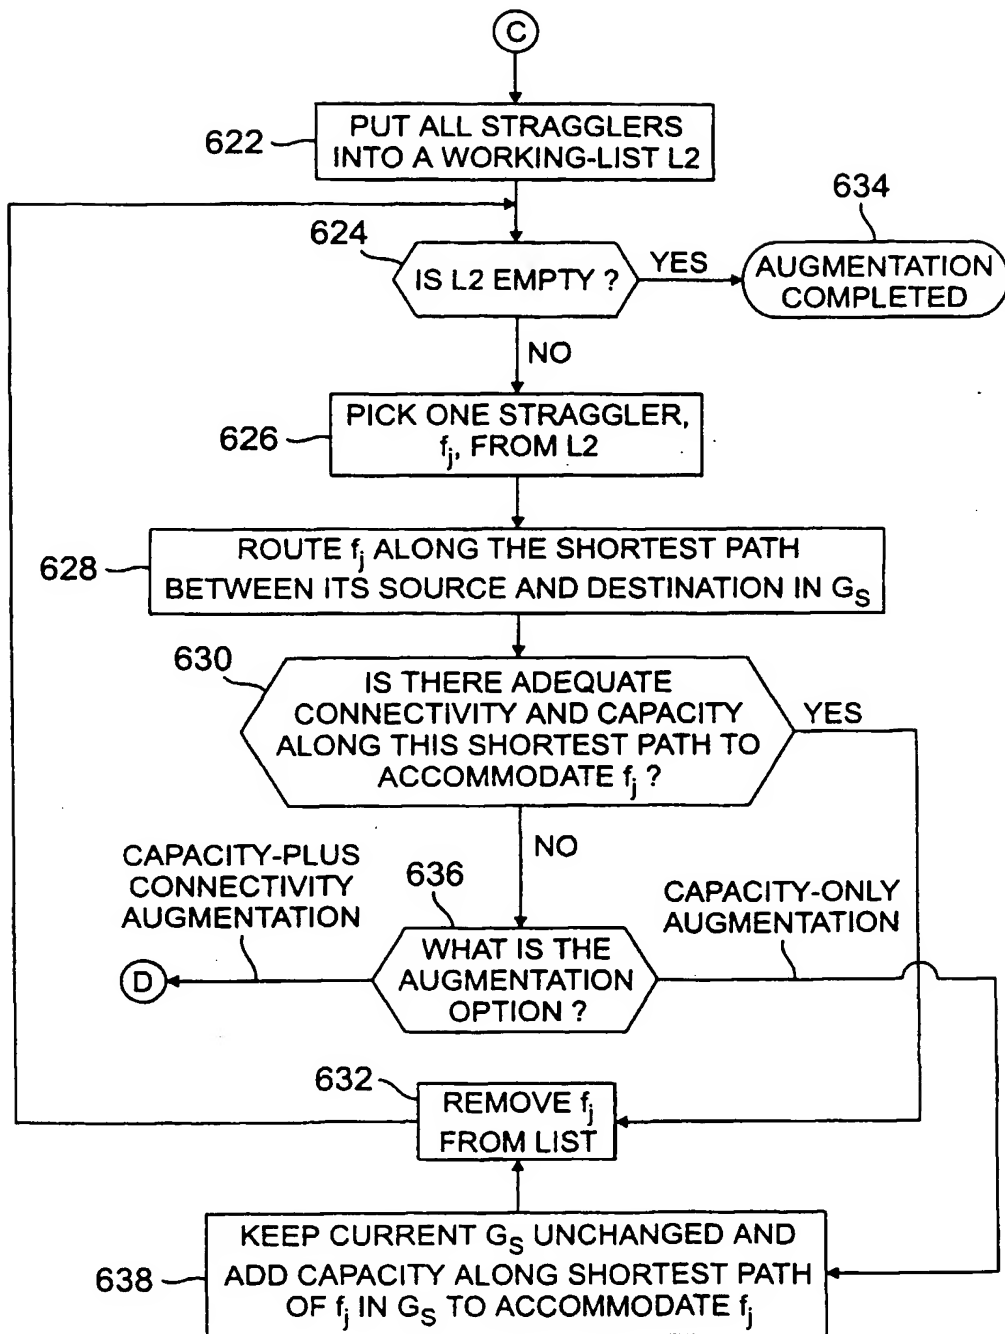 C
622
PUT ALL STRAGGLERS
INTO A WORKING-LIST L2
624
IS L2 EMPTY ?
YES
634
AUGMENTATION
COMPLETED
NO
626
PICK ONE STRAGGLER,
fj, FROM L2
628
ROUTE fj ALONG THE SHORTEST PATH
BETWEEN ITS SOURCE AND DESTINATION IN GS
630
IS THERE ADEQUATE
CONNECTIVITY AND CAPACITY
ALONG THIS SHORTEST PATH TO
ACCOMMODATE fj ?
YES
NO
CAPACITY-PLUS
CONNECTIVITY
AUGMENTATION
636
CAPACITY-ONLY
AUGMENTATION
D
WHAT IS THE
AUGMENTATION
OPTION ?
632
REMOVE fj
FROM LIST
638
KEEP CURRENT GS UNCHANGED AND
ADD CAPACITY ALONG SHORTEST PATH
OF fj IN GS TO ACCOMMODATE fj